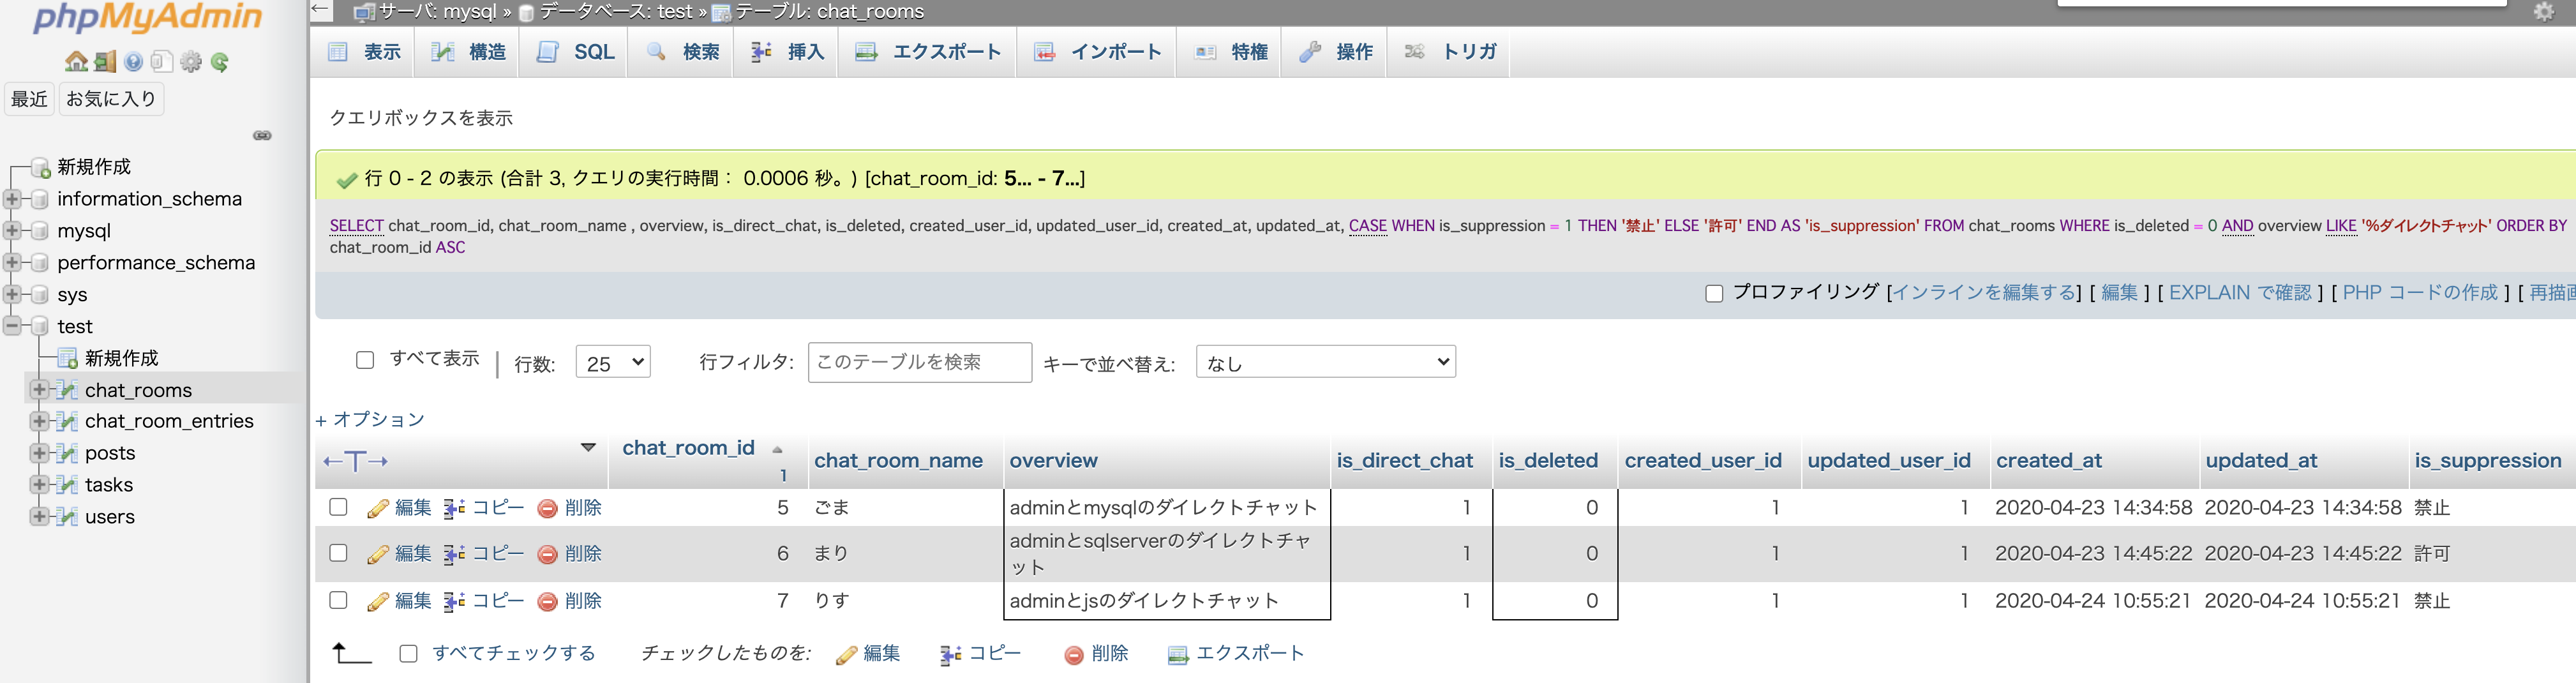 phpMyAdmin
最近 お気に入り
新規作成
information_schema
mysql
performance_schema
sys
test
新規作成
chat_rooms
chat_room_entries
posts
tasks
users
サーバ: mysql » データベース: test » テーブル: chat_rooms
表示 構造 SQL 検索 挿入 エクスポート インポート 特権 操作 トリガ
クエリボックスを表示
行 0 - 2 の表示 (合計 3, クエリの実行時間： 0.0006 秒。) [chat_room_id: 5... - 7...]
SELECT chat_room_id, chat_room_name , overview, is_direct_chat, is_deleted, created_user_id, updated_user_id, created_at, updated_at, CASE WHEN is_suppression = 1 THEN '禁止' ELSE '許可' END AS 'is_suppression' FROM chat_rooms WHERE is_deleted = 0 AND overview LIKE '%ダイレクトチャット' ORDER BY
chat_room_id ASC
プロファイリング [インラインを編集する] [ 編集 ] [ EXPLAIN で確認 ] [ PHP コードの作成 ] [ 再描画
すべて表示 | 行数: 25 行フィルタ: このテーブルを検索 キーで並べ替え: なし
+ オプション
←T→ chat_room_id 1 chat_room_name overview is_direct_chat is_deleted created_user_id updated_user_id created_at updated_at is_suppression
編集 コピー 削除 5 ごま adminとmysqlのダイレクトチャット 1 0 1 1 2020-04-23 14:34:58 2020-04-23 14:34:58 禁止
編集 コピー 削除 6 まり adminとsqlserverのダイレクトチャ
ット 1 0 1 1 2020-04-23 14:45:22 2020-04-23 14:45:22 許可
編集 コピー 削除 7 りす adminとjsのダイレクトチャット 1 0 1 1 2020-04-24 10:55:21 2020-04-24 10:55:21 禁止
すべてチェックする チェックしたものを: 編集 コピー 削除 エクスポート